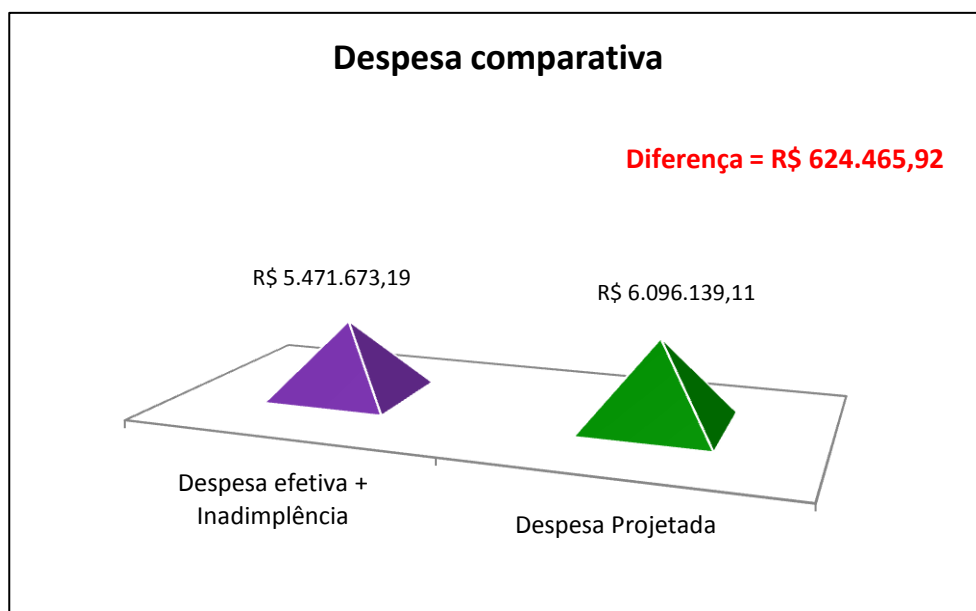 Despesa comparativa
Diferença = R$ 624.465,92
R$ 5.471.673,19
R$ 6.096.139,11
Despesa efetiva +
Inadimplência
Despesa Projetada